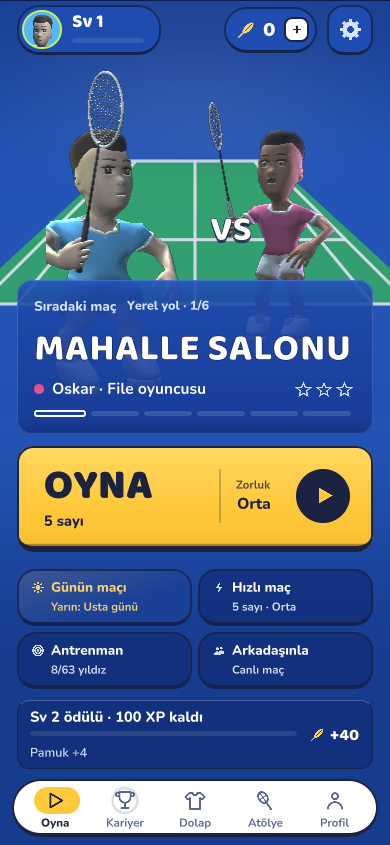 Sv 1
0
+
VS
Sıradaki maç Yerel yol · 1/6
MAHALLE SALONU
Oskar · File oyuncusu
OYNA
5 sayı
Zorluk
Orta
Günün maçı
Yarın: Usta günü
Hızlı maç
5 sayı · Orta
Antrenman
8/63 yıldız
Arkadaşınla
Canlı maç
Sv 2 ödülü · 100 XP kaldı
+40
Pamuk +4
Oyna
Kariyer
Dolap
Atölye
Profil